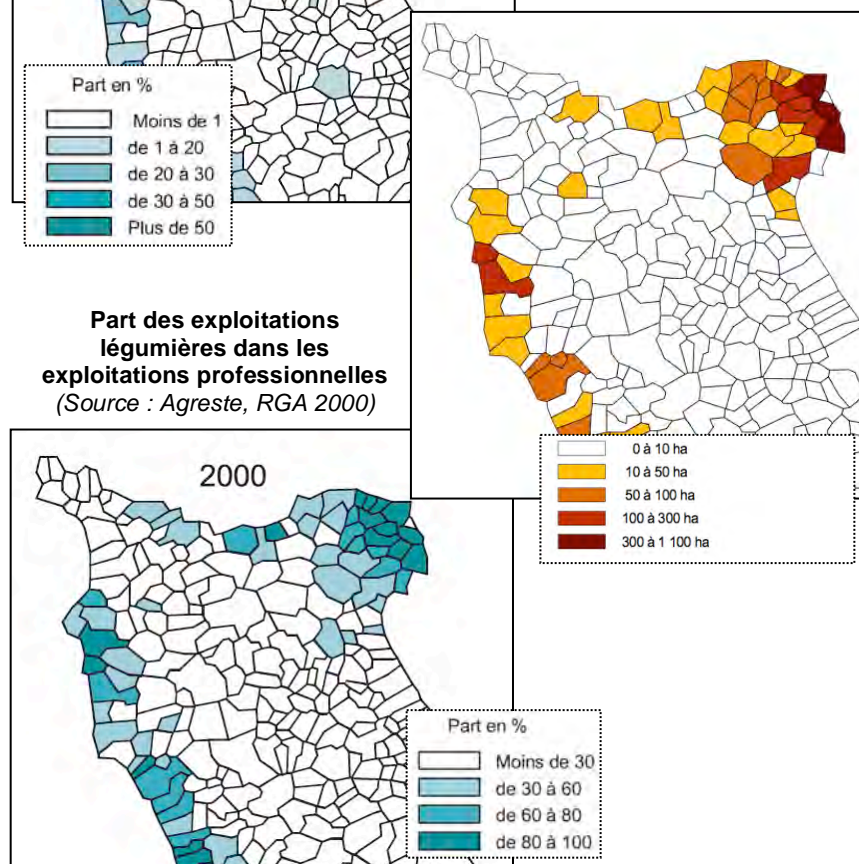 Part en %
Moins de 1
de 1 à 20
de 20 à 30
de 30 à 50
Plus de 50
Part des exploitations
légumières dans les
exploitations professionnelles
(Source : Agreste, RGA 2000)
0 à 10 ha
10 à 50 ha
50 à 100 ha
100 à 300 ha
300 à 1 100 ha
2000
Part en %
Moins de 30
de 30 à 60
de 60 à 80
de 80 à 100